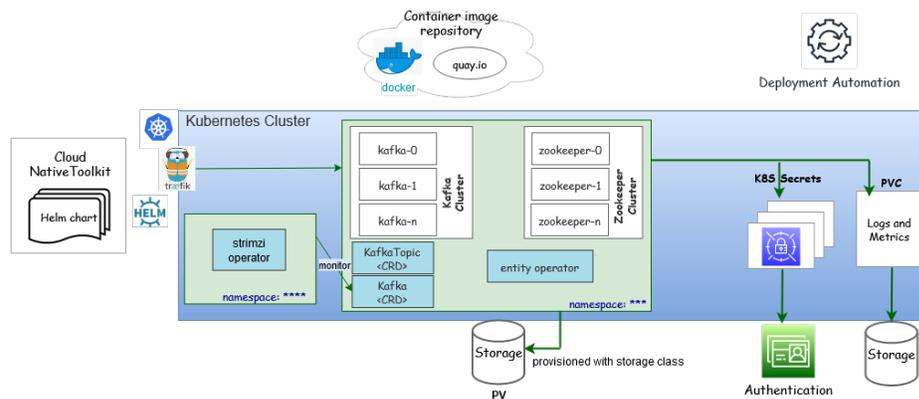 Container image
repository
quay.io
docker
Deployment Automation
Kubernetes Cluster
Cloud
NativeToolkit
Helm chart
træfik
HELM
kafka-0
kafka-1
kafka-n
Kafka
Cluster
zookeeper-0
zookeeper-1
zookeeper-n
Zookeeper
Cluster
K8S Secrets
PVC
Logs and
Metrics
strimzi
operator
monitor
KafkaTopic
<CRD>
Kafka
<CRD>
entity operator
namespace: ****
namespace: ***
Storage
provisioned with storage class
PV
Authentication
Storage